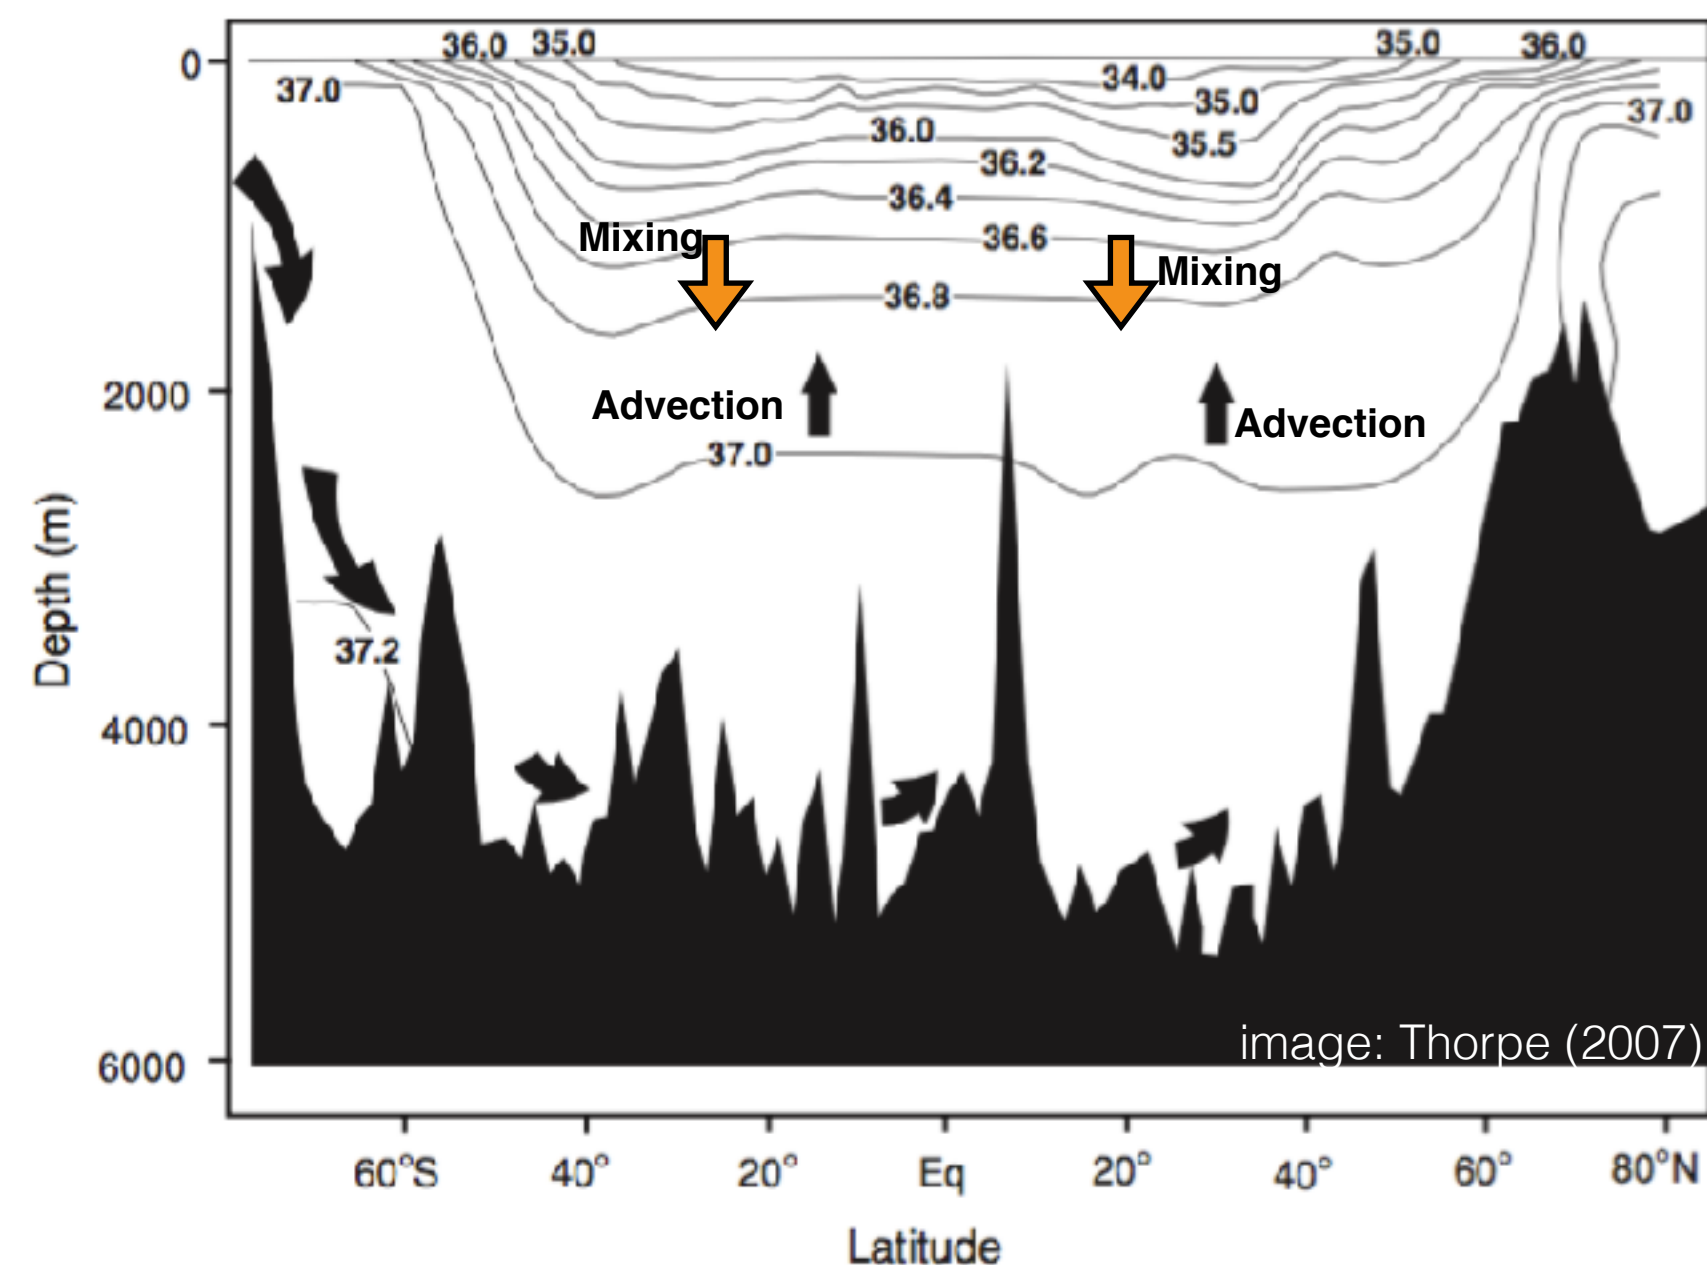 36.0 35.0 35.0 36.0
0
37.0 34.0 35.0 37.0
36.0 35.5
36.2
36.4
Mixing 36.6
Mixing
36.8
2000
Advection Advection
37.0
Depth (m)
37.2
4000
image: Thorpe (2007)
6000
60°S 40° 20° Eq 20° 40° 60° 80°N
Latitude